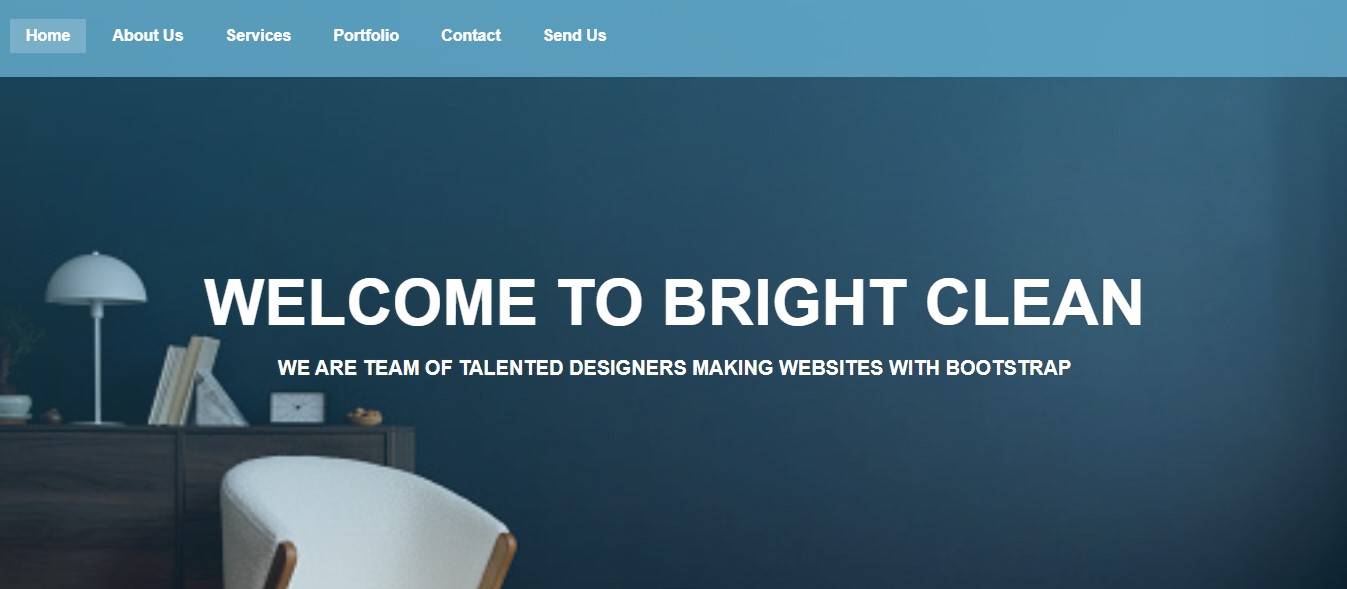 Home About Us Services Portfolio Contact Send Us
WELCOME TO BRIGHT CLEAN
WE ARE TEAM OF TALENTED DESIGNERS MAKING WEBSITES WITH BOOTSTRAP